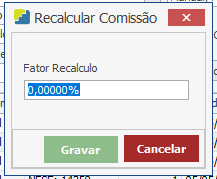 Recalcular Comissão
Fator Recalculo
0,00000%
Gravar
Cancelar